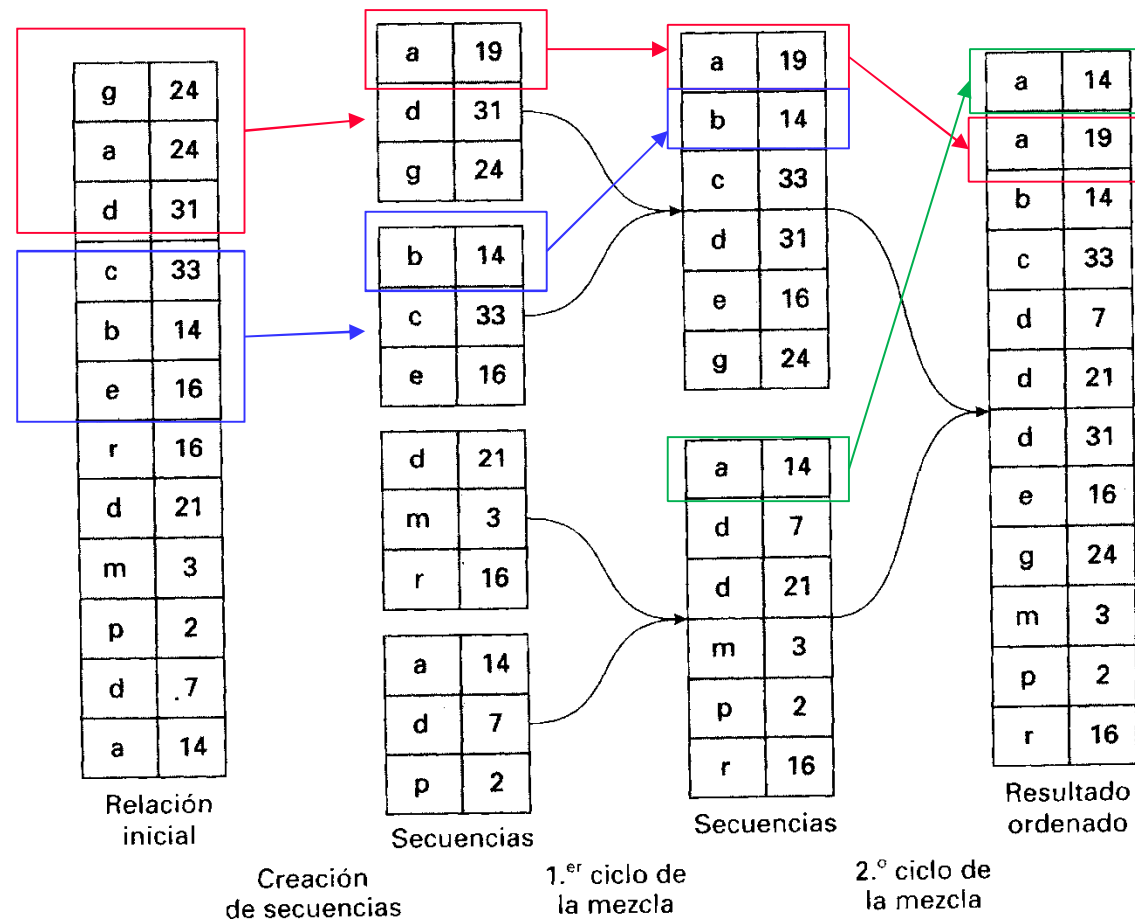 g 24
a 24
d 31
c 33
b 14
e 16
r 16
d 21
m 3
p 2
d .7
a 14
Relación
inicial
a 19
d 31
g 24
b 14
c 33
e 16
d 21
m 3
r 16
a 14
d 7
p 2
Secuencias
a 19
b 14
c 33
d 31
e 16
g 24
a 14
d 7
d 21
m 3
p 2
r 16
Secuencias
a 14
a 19
b 14
c 33
d 7
d 21
d 31
e 16
g 24
m 3
p 2
r 16
Resultado
ordenado
Creación
de secuencias
1.er ciclo de
la mezcla
2.º ciclo de
la mezcla